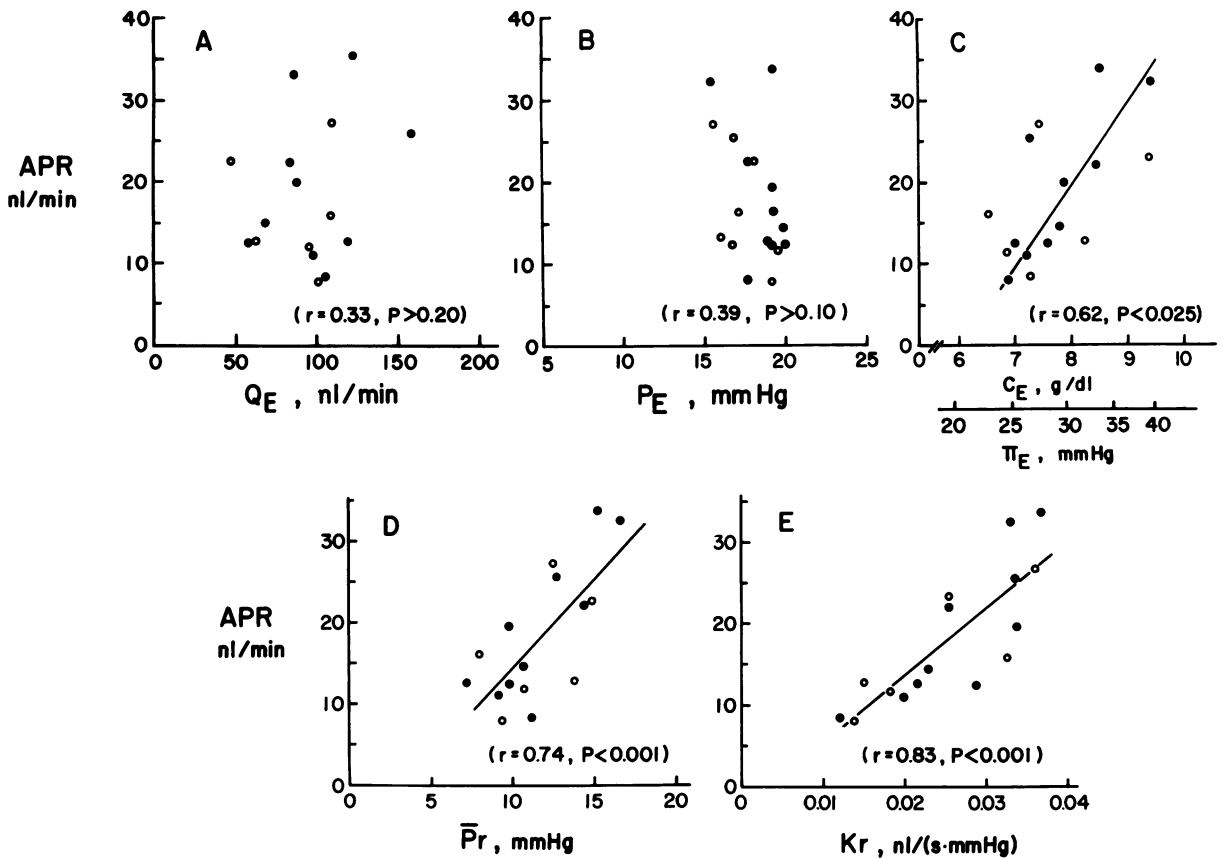 A
40
30
20
10
0
APR
nl/min
(r=0.33, P>0.20)
50 100 150 200
QE, nl/min
B
40
30
20
10
0
(r=0.39, P>0.10)
5 10 15 20 25
PE, mmHg
C
40
30
20
10
0
(r=0.62, P<0.025)
0 6 7 8 9 10
CE, g/dl
20 25 30 35 40
πE, mmHg
D
30
20
10
0
APR
nl/min
(r=0.74, P<0.001)
0 5 10 15 20
P̅r, mmHg
E
30
20
10
0
(r=0.83, P<0.001)
0 0.01 0.02 0.03 0.04
Kr, nl/(s·mmHg)